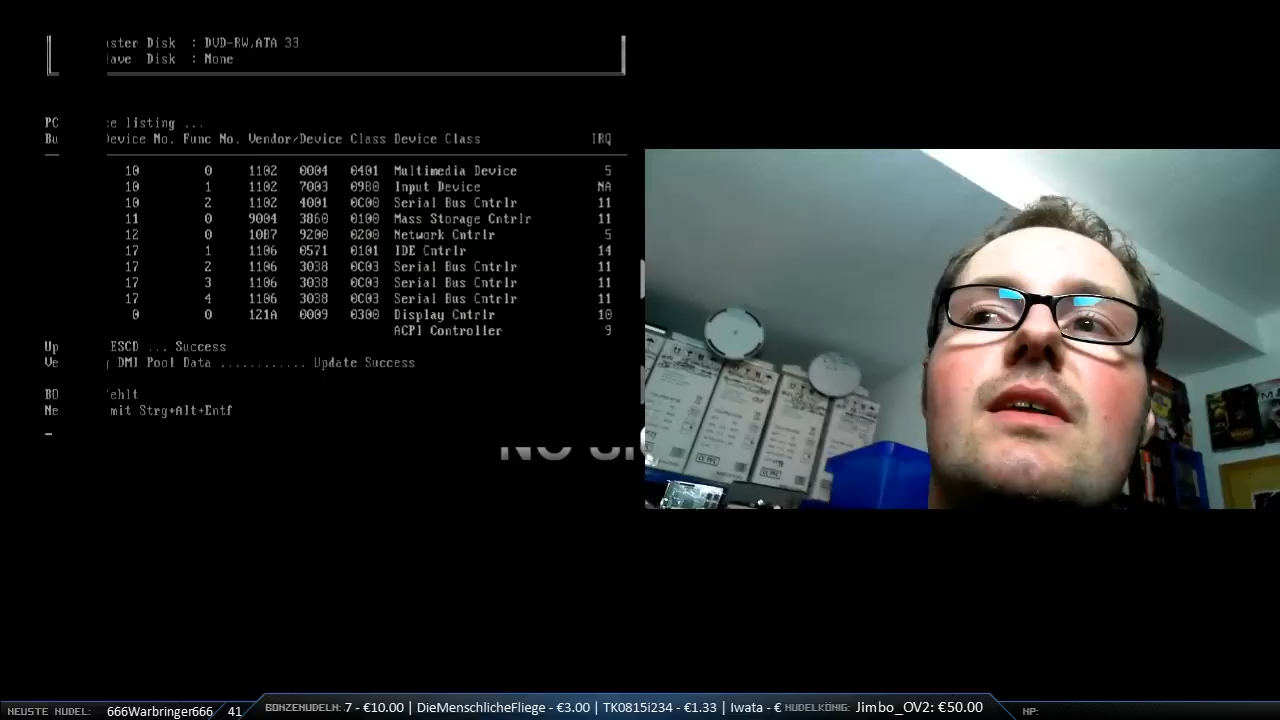 ster Disk : DVD-RW,ATA 33
lave Disk : None
PC ce listing ...
Bu evice No. Func No. Vendor/Device Class Device Class IRQ
10 0 1102 0004 0401 Multimedia Device 5
10 1 1102 7003 0980 Input Device NA
10 2 1102 4001 0C00 Serial Bus Cntrlr 11
11 0 9004 3860 0100 Mass Storage Cntrlr 11
12 0 10B7 9200 0200 Network Cntrlr 5
17 1 1106 0571 0101 IDE Cntrlr 14
17 2 1106 3038 0C03 Serial Bus Cntrlr 11
17 3 1106 3038 0C03 Serial Bus Cntrlr 11
17 4 1106 3038 0C03 Serial Bus Cntrlr 11
0 0 121A 0009 0300 Display Cntrlr 10
ACPI Controller 9
Up ESCD ... Success
Ve g DMI Pool Data ............ Update Success
BO ehlt
Ne mit Strg+Alt+Entf
NO SI
NEUSTE NUDEL: 666Warbringer666 41 BONZENUDELN: 7 - €10.00 | DieMenschlicheFliege - €3.00 | TK0815i234 - €1.33 | Iwata - € NUDELKÖNIG: Jimbo_OV2: €50.00 HP: